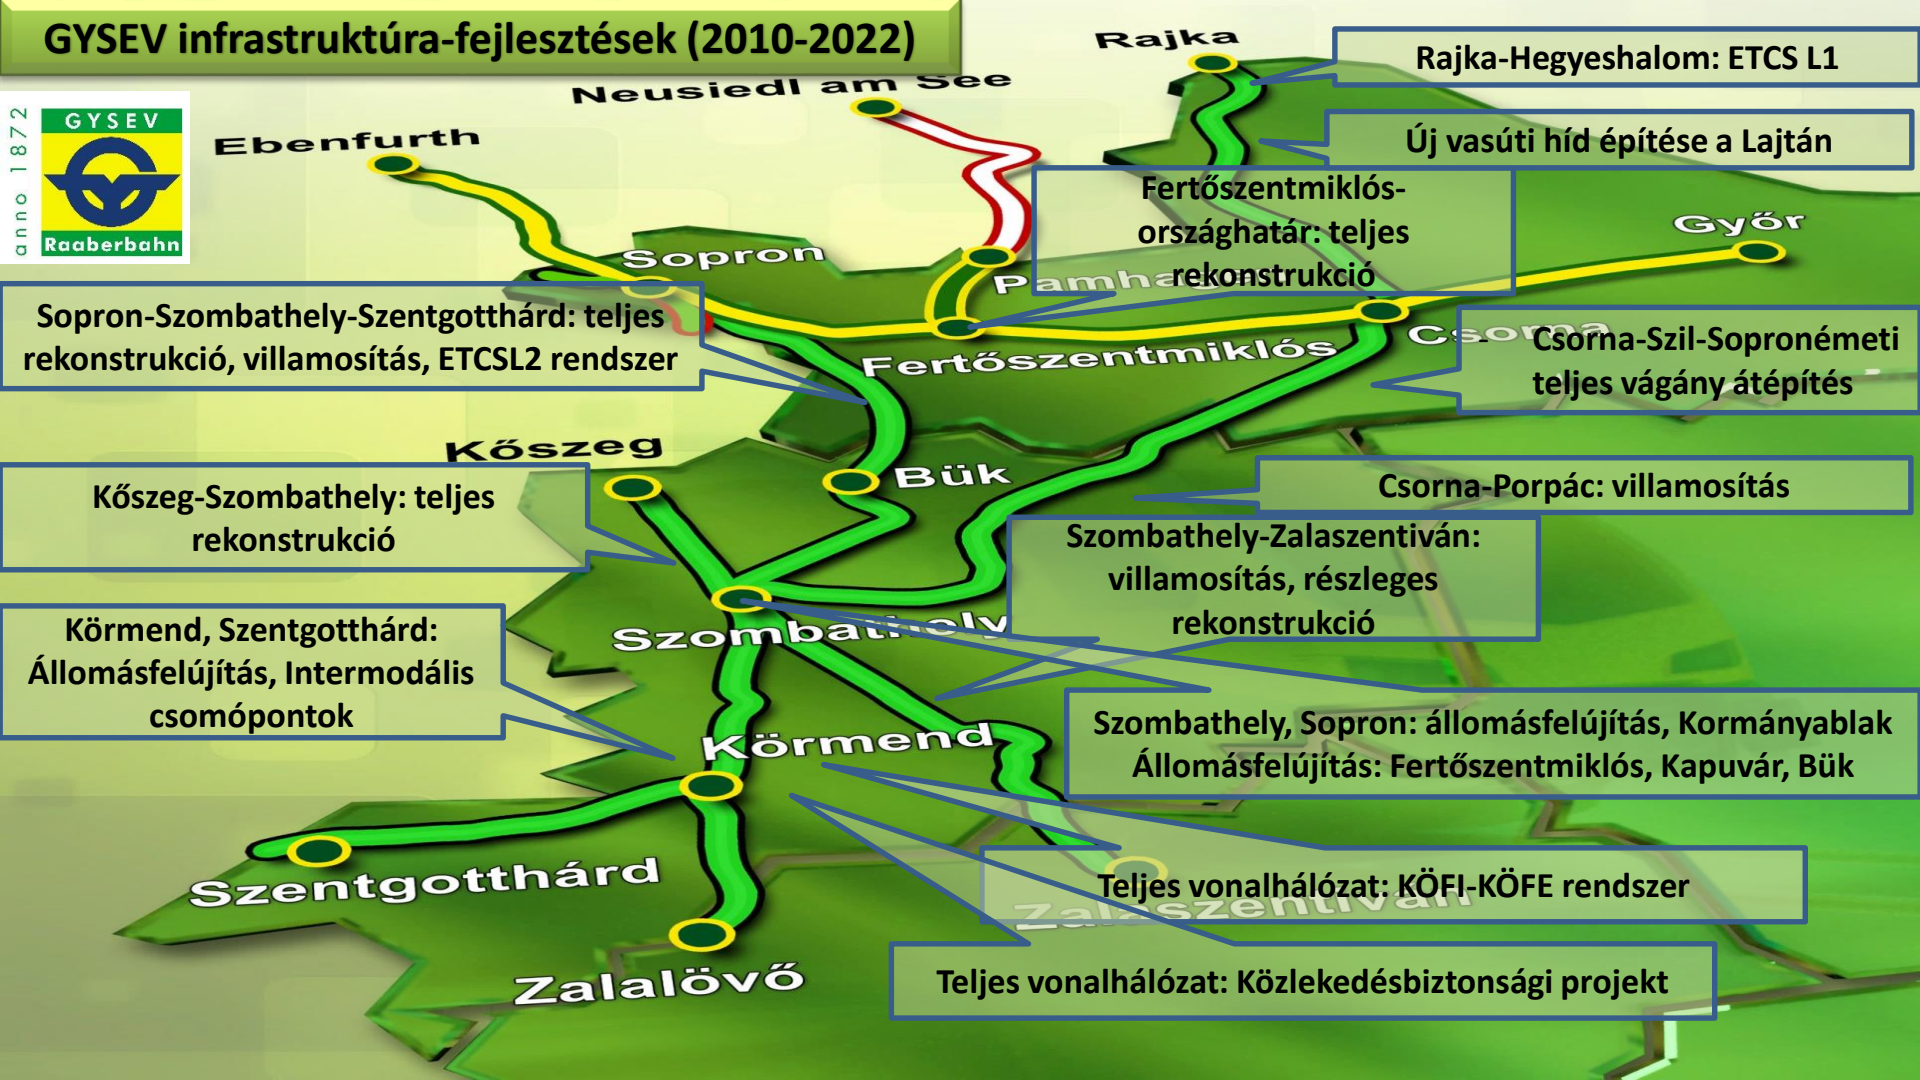 GYSEV infrastruktúra-fejlesztések (2010-2022)
anno 1872
GYSEV
Raaberbahn
Rajka
Neusiedl am See
Ebenfurth
Rajka-Hegyeshalom: ETCS L1
Új vasúti híd építése a Lajtán
Fertőszentmiklós-
országhatár: teljes
rekonstrukció
Győr
Sopron
Pamhagen
Sopron-Szombathely-Szentgotthárd: teljes
rekonstrukció, villamosítás, ETCSL2 rendszer
Csorna
Fertőszentmiklós
Csorna-Szil-Sopronémeti
teljes vágány átépítés
Kőszeg
Bük
Kőszeg-Szombathely: teljes
rekonstrukció
Csorna-Porpác: villamosítás
Szombathely-Zalaszentiván:
villamosítás, részleges
rekonstrukció
Szombathely
Körmend, Szentgotthárd:
Állomásfelújítás, Intermodális
csomópontok
Körmend
Szombathely, Sopron: állomásfelújítás, Kormányablak
Állomásfelújítás: Fertőszentmiklós, Kapuvár, Bük
Szentgotthárd
Teljes vonalhálózat: KÖFI-KÖFE rendszer
Zalaszentiván
Zalalövő
Teljes vonalhálózat: Közlekedésbiztonsági projekt